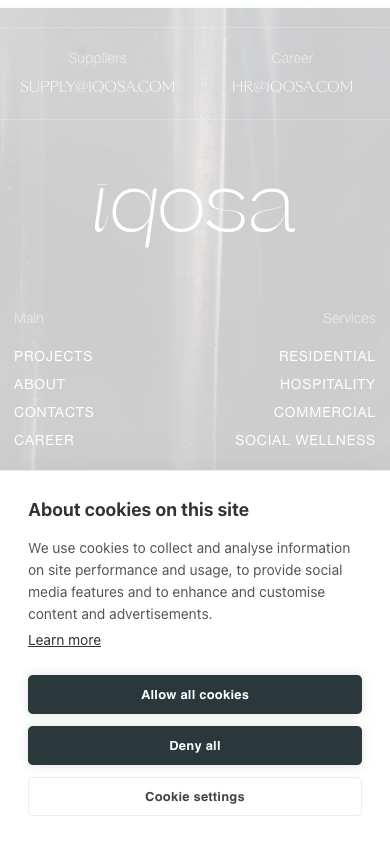 Suppliers
SUPPLY@IQOSA.COM
Career
HR@IQOSA.COM
īqosa
Main
PROJECTS
ABOUT
CONTACTS
CAREER
Services
RESIDENTIAL
HOSPITALITY
COMMERCIAL
SOCIAL WELLNESS
About cookies on this site
We use cookies to collect and analyse information
on site performance and usage, to provide social
media features and to enhance and customise
content and advertisements.
Learn more
Allow all cookies
Deny all
Cookie settings